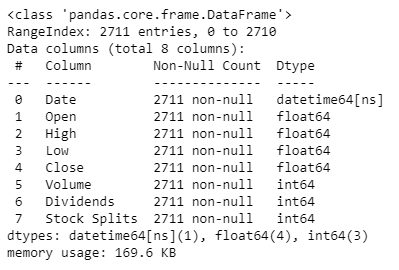 <class 'pandas.core.frame.DataFrame'>
RangeIndex: 2711 entries, 0 to 2710
Data columns (total 8 columns):
 #   Column        Non-Null Count  Dtype
---  ------        --------------  -----
 0   Date          2711 non-null   datetime64[ns]
 1   Open          2711 non-null   float64
 2   High          2711 non-null   float64
 3   Low           2711 non-null   float64
 4   Close         2711 non-null   float64
 5   Volume        2711 non-null   int64
 6   Dividends     2711 non-null   int64
 7   Stock Splits  2711 non-null   int64
dtypes: datetime64[ns](1), float64(4), int64(3)
memory usage: 169.6 KB